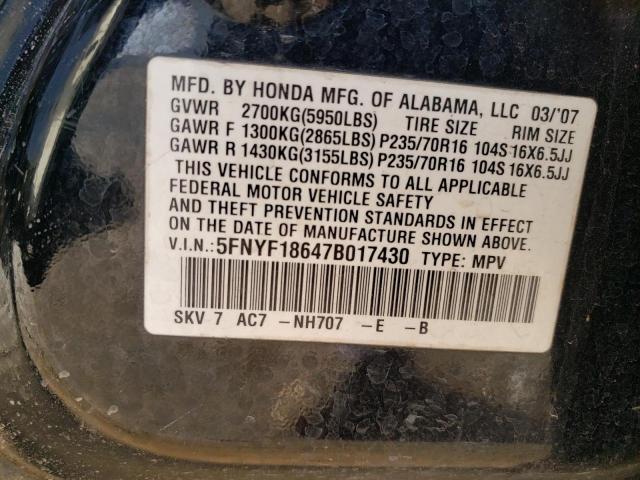 MFD. BY HONDA MFG. OF ALABAMA, LLC 03/'07
GVWR 2700KG(5950LBS) TIRE SIZE RIM SIZE
GAWR F 1300KG(2865LBS) P235/70R16 104S 16X6.5JJ
GAWR R 1430KG(3155LBS) P235/70R16 104S 16X6.5JJ
THIS VEHICLE CONFORMS TO ALL APPLICABLE
FEDERAL MOTOR VEHICLE SAFETY
AND THEFT PREVENTION STANDARDS IN EFFECT
ON THE DATE OF MANUFACTURE SHOWN ABOVE.
V.I.N.: 5FNYF18647B017430 TYPE: MPV
SKV 7 AC7 -NH707 -E -B